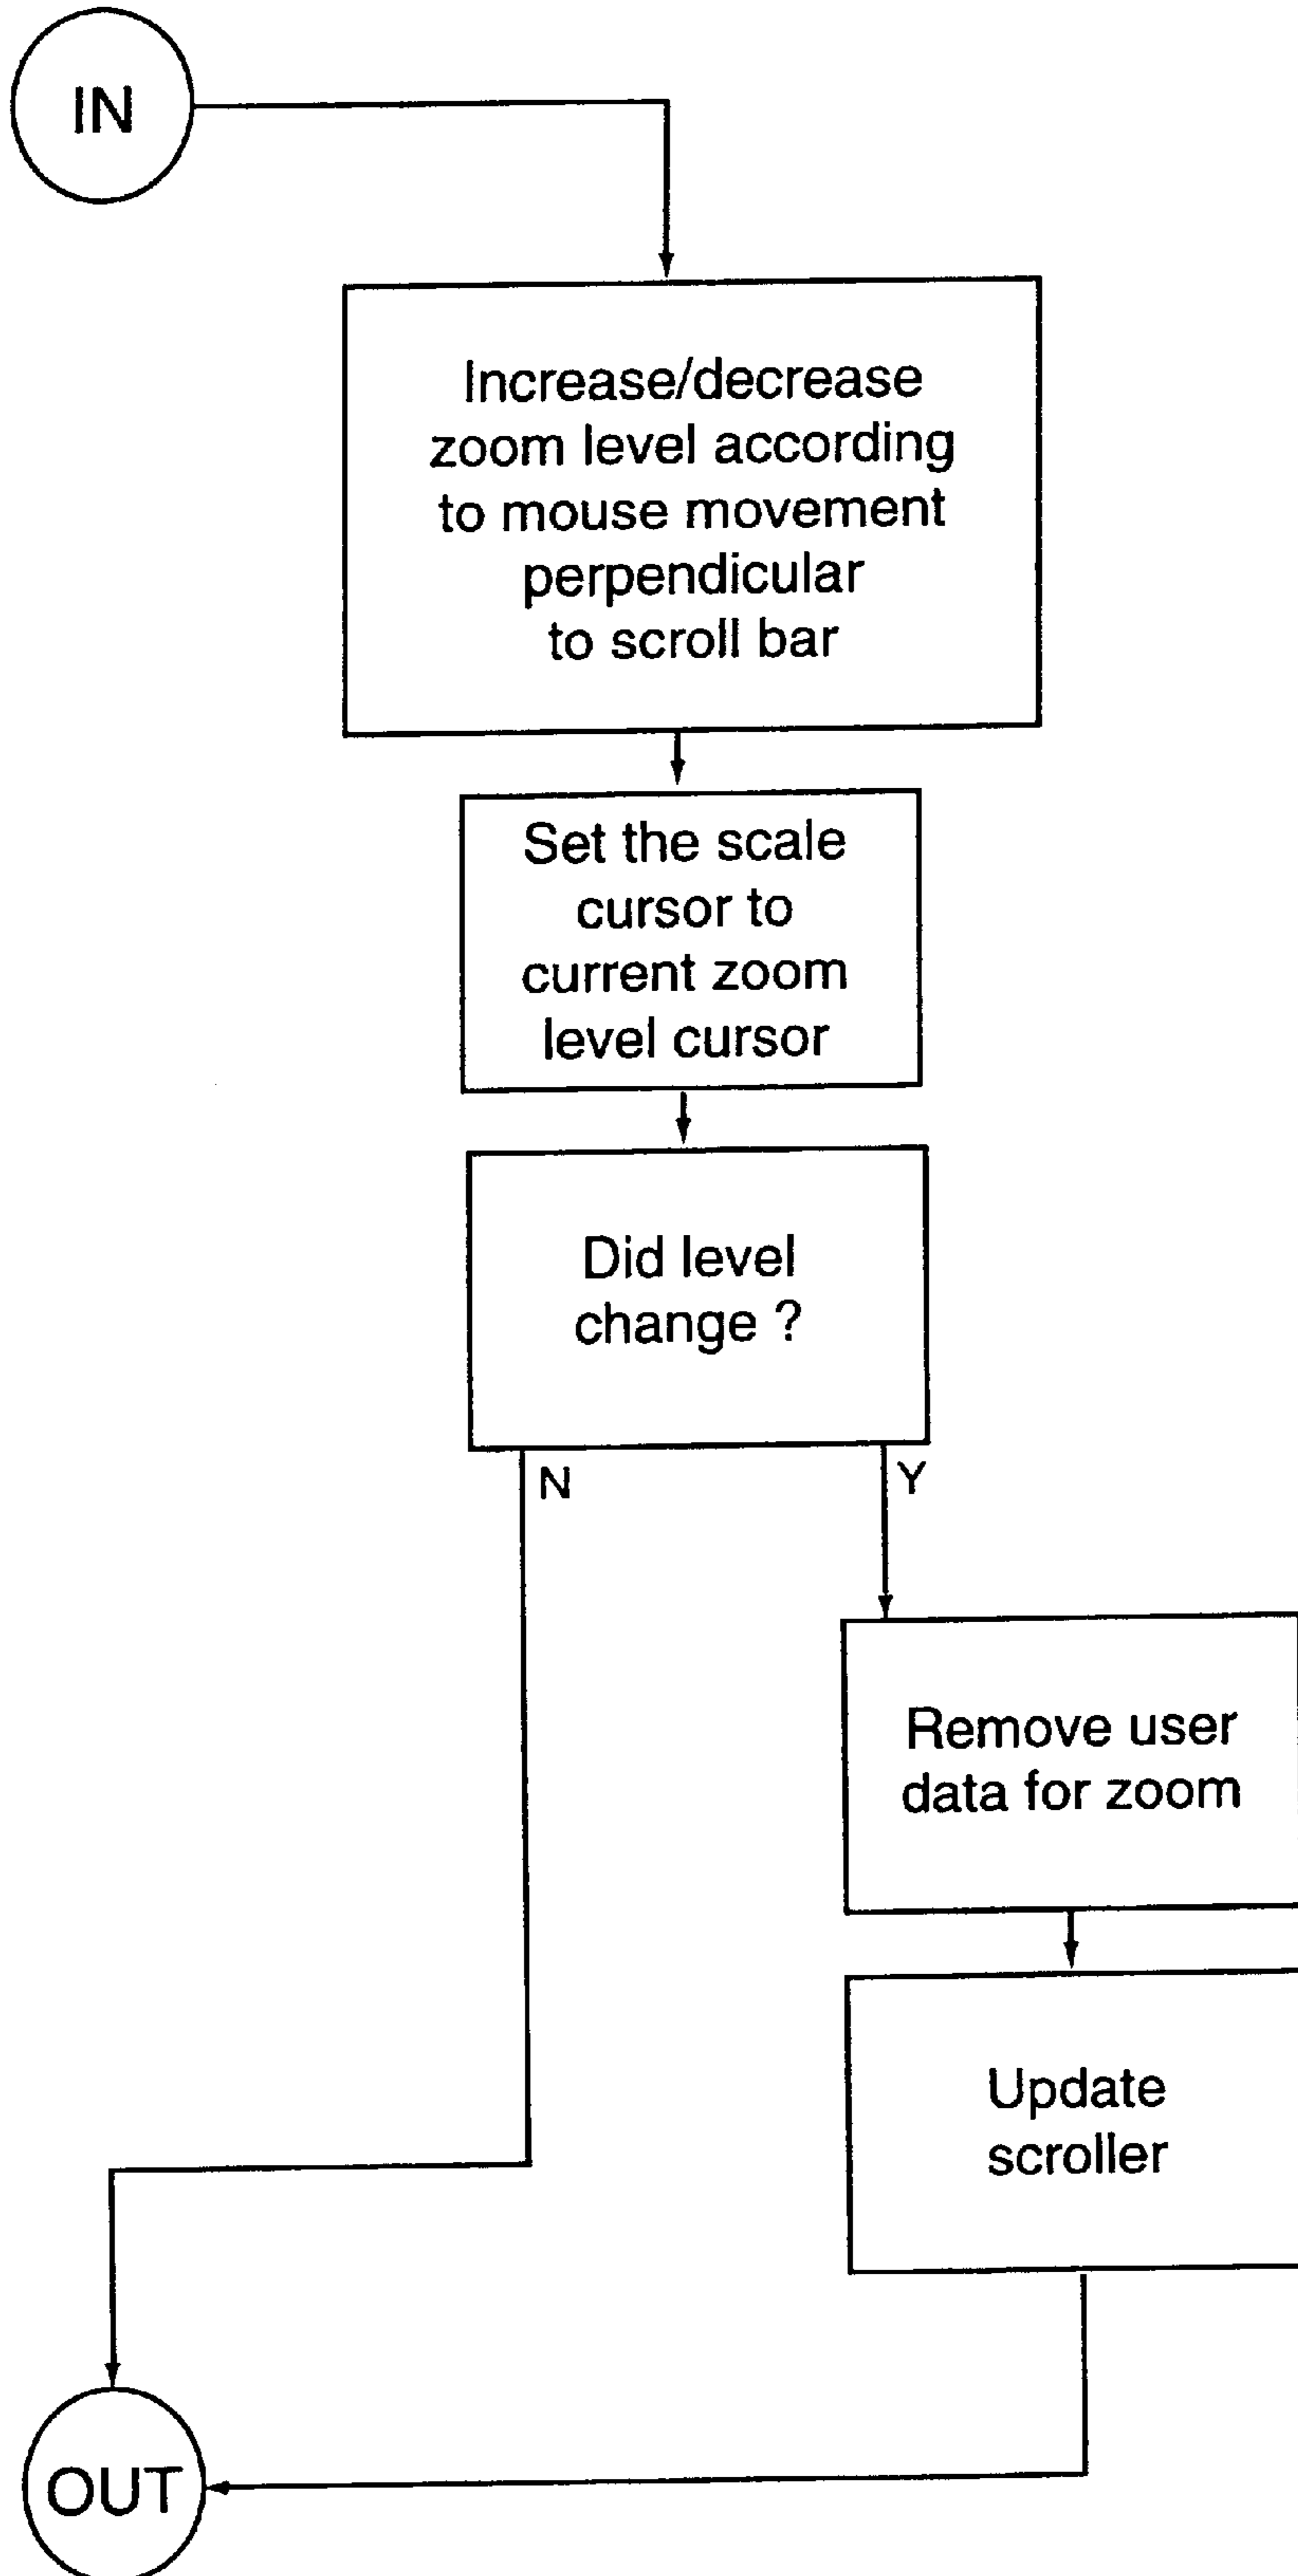 IN
Increase/decrease
zoom level according
to mouse movement
perpendicular
to scroll bar
Set the scale
cursor to
current zoom
level cursor
Did level
change ?
N
Y
Remove user
data for zoom
Update
scroller
OUT